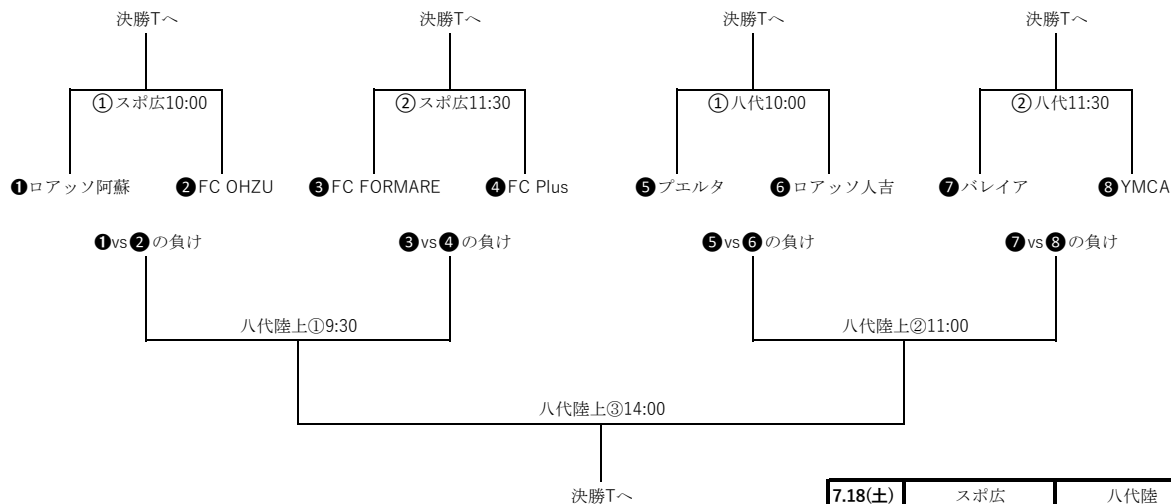 決勝Tへ 決勝Tへ 決勝Tへ 決勝Tへ
①スポ広10:00 ②スポ広11:30 ①八代10:00 ②八代11:30
❶ロアッソ阿蘇 ❷FC OHZU ❸FC FORMARE ❹FC Plus ❺プエルタ ❻ロアッソ人吉 ❼バレイア ❽YMCA
❶vs❷の負け ❸vs❹の負け ❺vs❻の負け ❼vs❽の負け
八代陸上①9:30 八代陸上②11:00
八代陸上③14:00
決勝Tへ
7.18(土) スポ広 八代陸